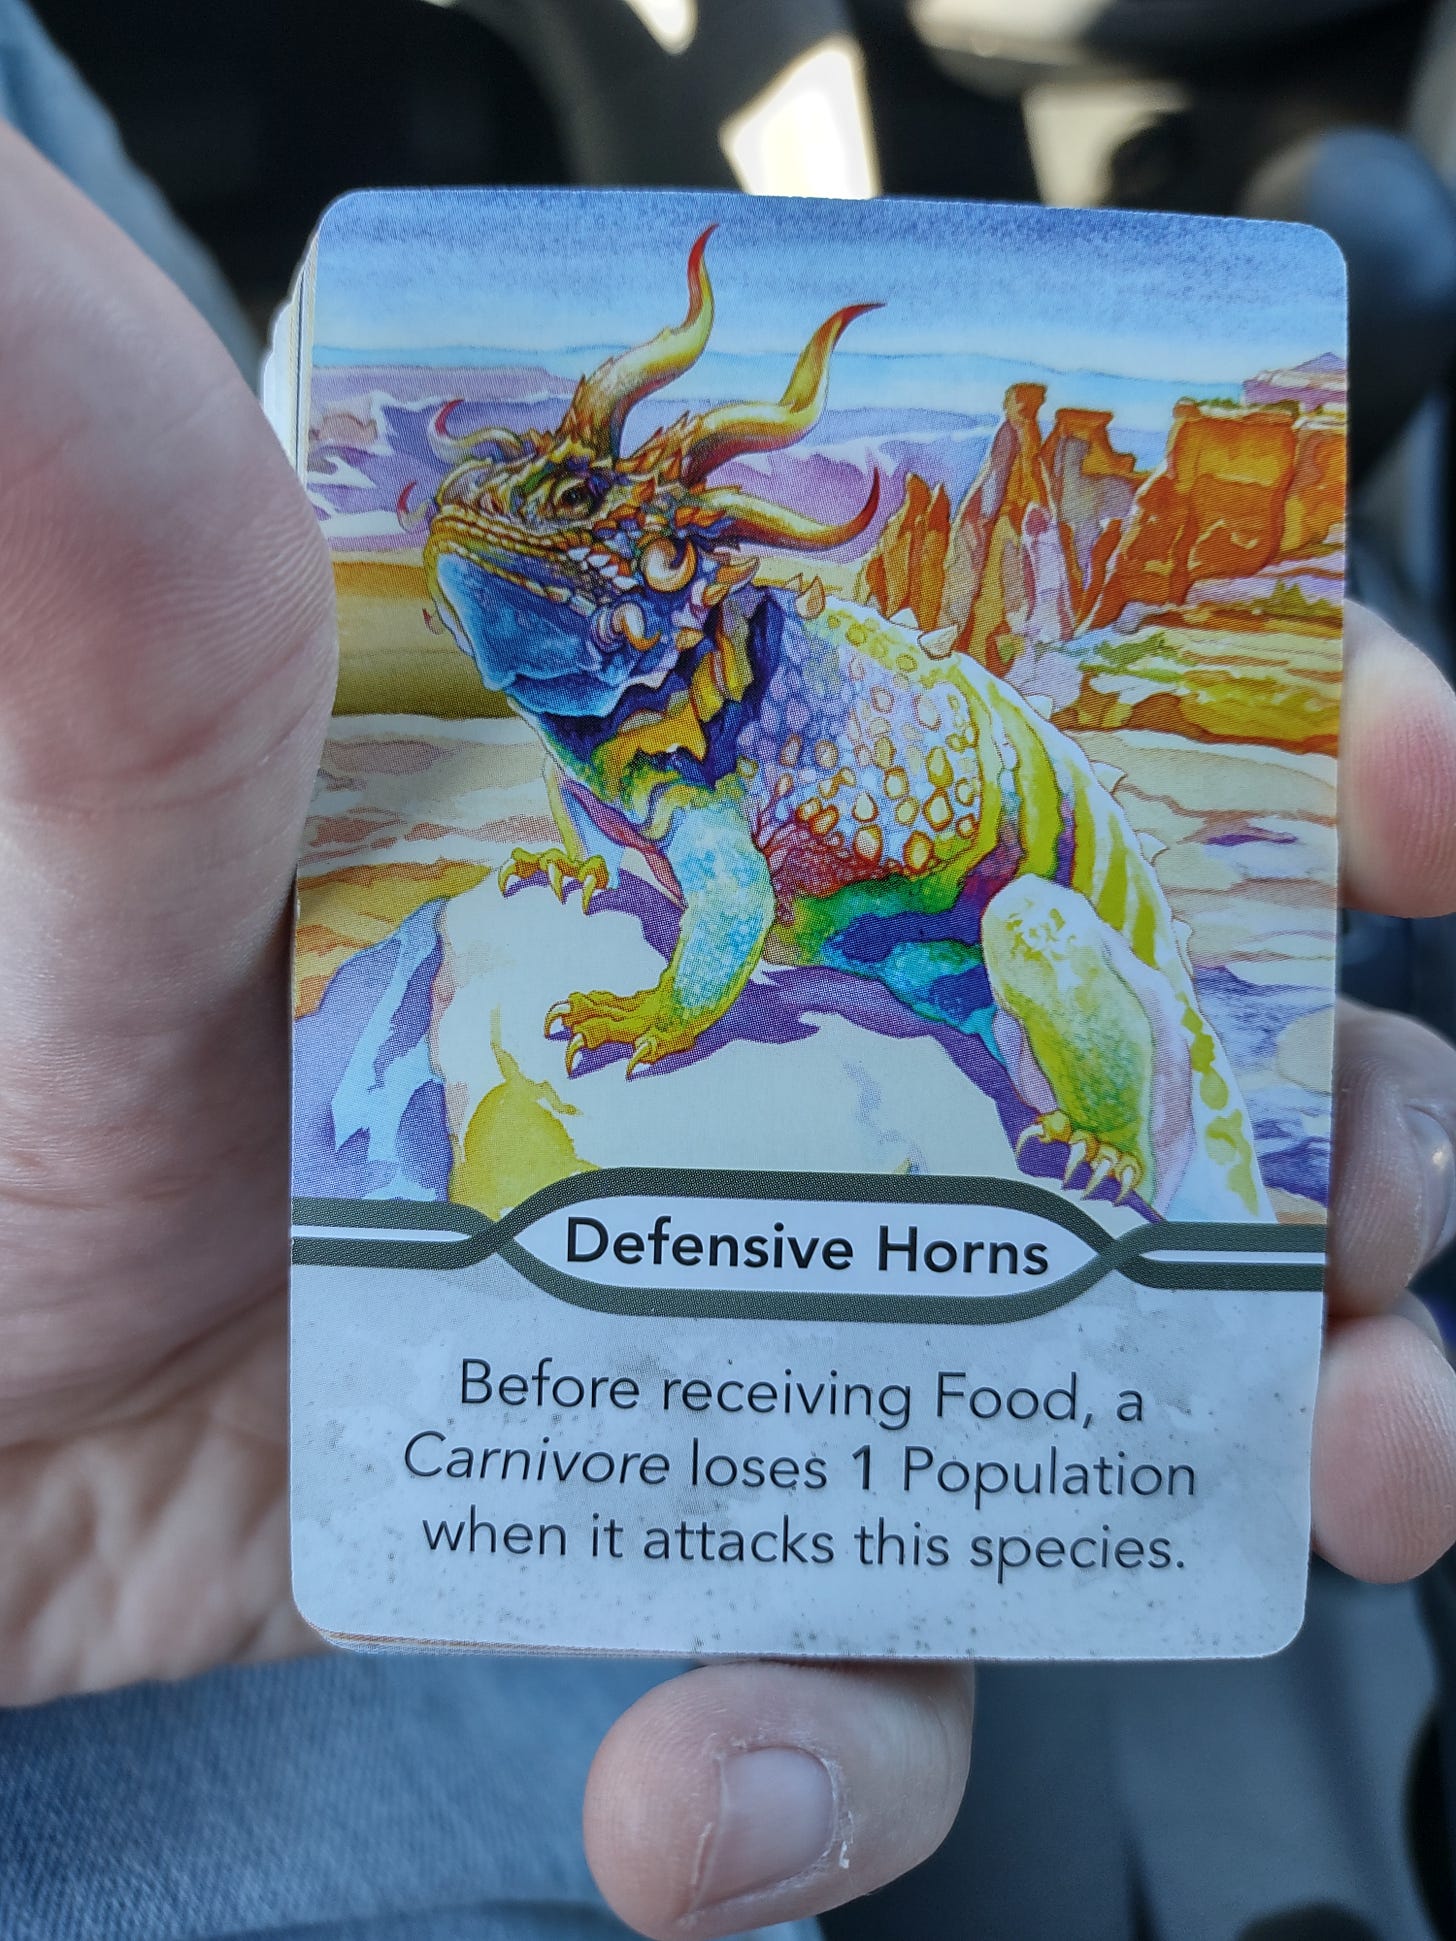 Defensive Horns
Before receiving Food, a
Carnivore loses 1 Population
when it attacks this species.